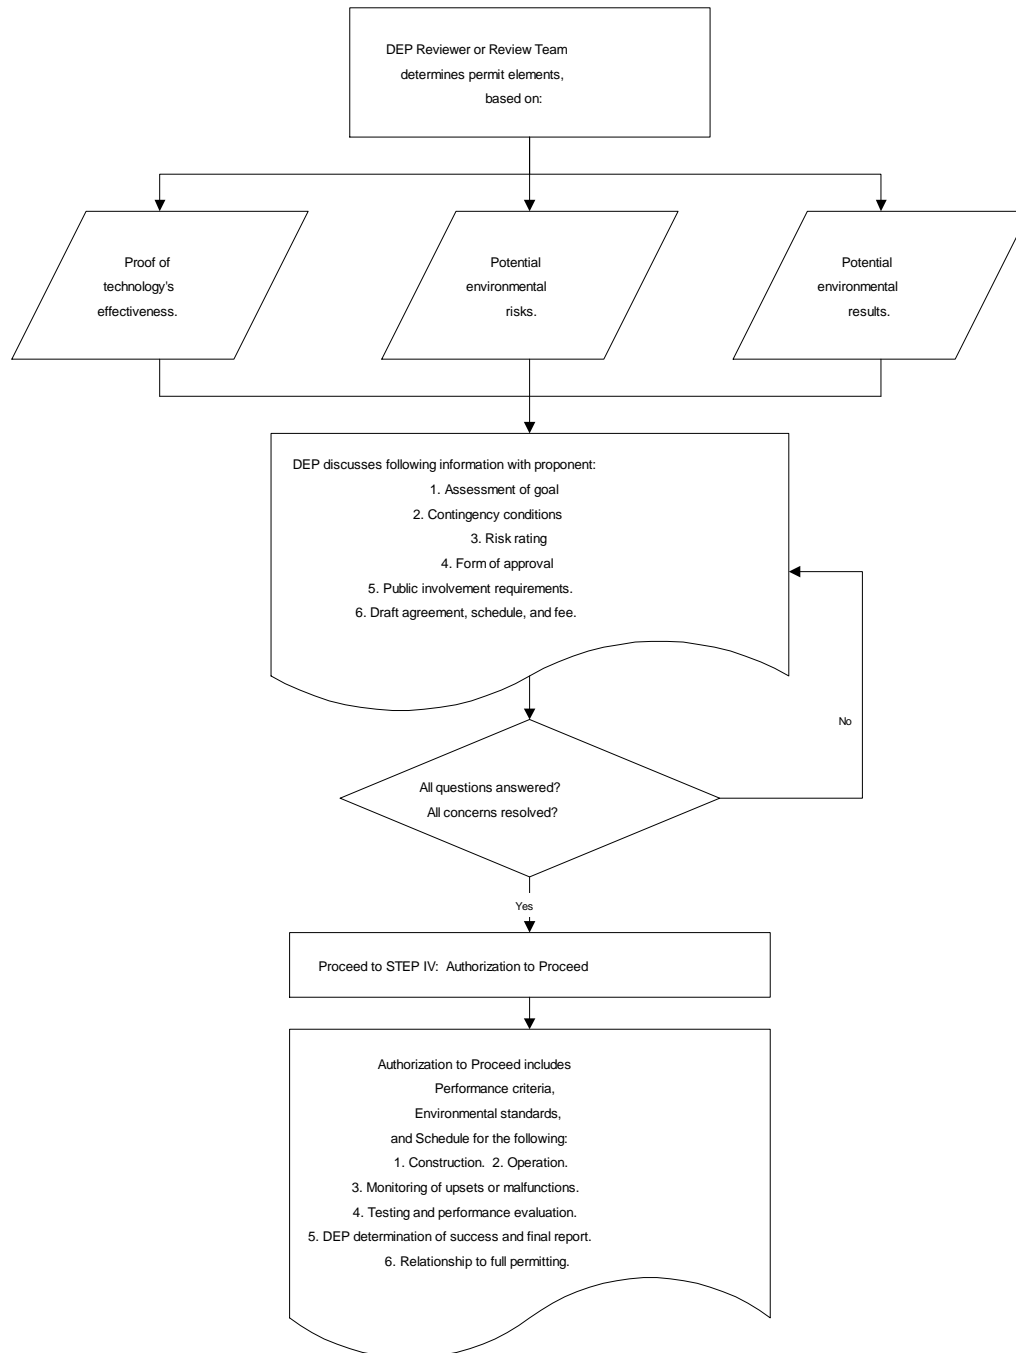 DEP Reviewer or Review Team
determines permit elements,
based on:
Proof of
technology's
effectiveness.
Potential
environmental
risks.
Potential
environmental
results.
DEP discusses following information with proponent:
1. Assessment of goal
2. Contingency conditions
3. Risk rating
4. Form of approval
5. Public involvement requirements.
6. Draft agreement, schedule, and fee.
No
All questions answered?
All concerns resolved?
Yes
Proceed to STEP IV: Authorization to Proceed
Authorization to Proceed includes
Performance criteria,
Environmental standards,
and Schedule for the following:
1. Construction. 2. Operation.
3. Monitoring of upsets or malfunctions.
4. Testing and performance evaluation.
5. DEP determination of success and final report.
6. Relationship to full permitting.